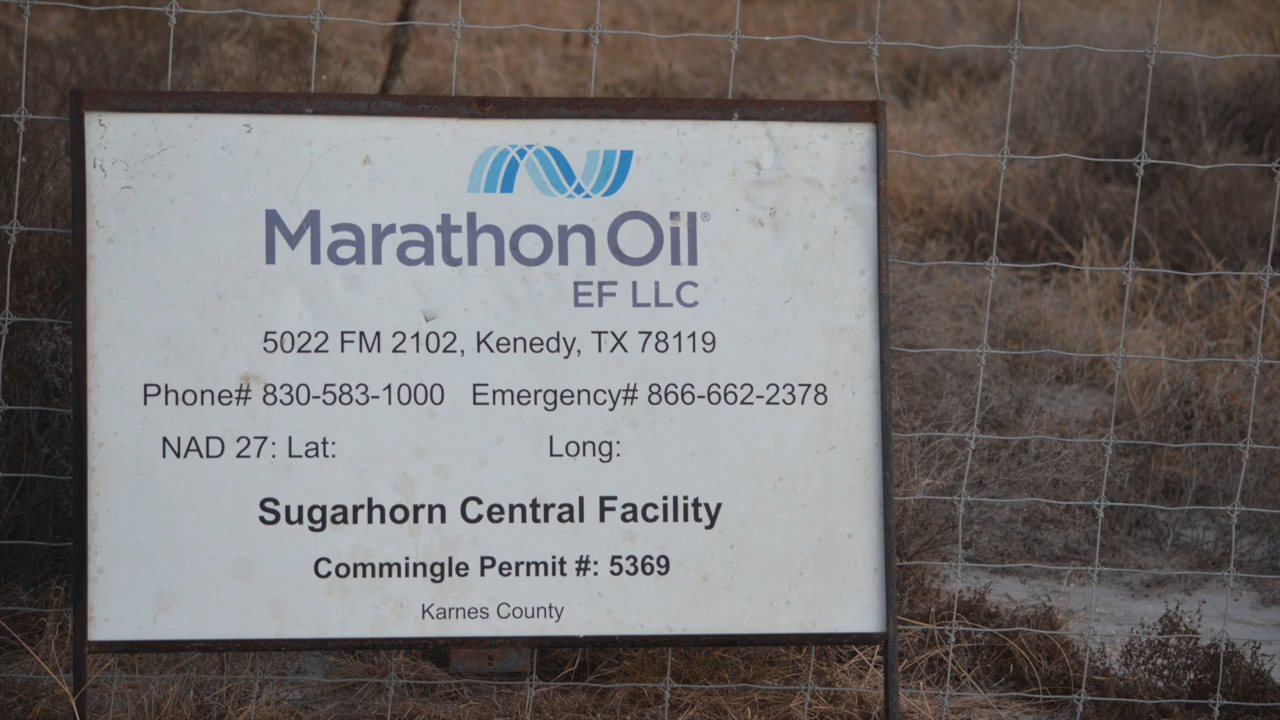 Marathon Oil®
EF LLC
5022 FM 2102, Kenedy, TX 78119
Phone# 830-583-1000 Emergency# 866-662-2378
NAD 27: Lat: Long:
Sugarhorn Central Facility
Commingle Permit #: 5369
Karnes County